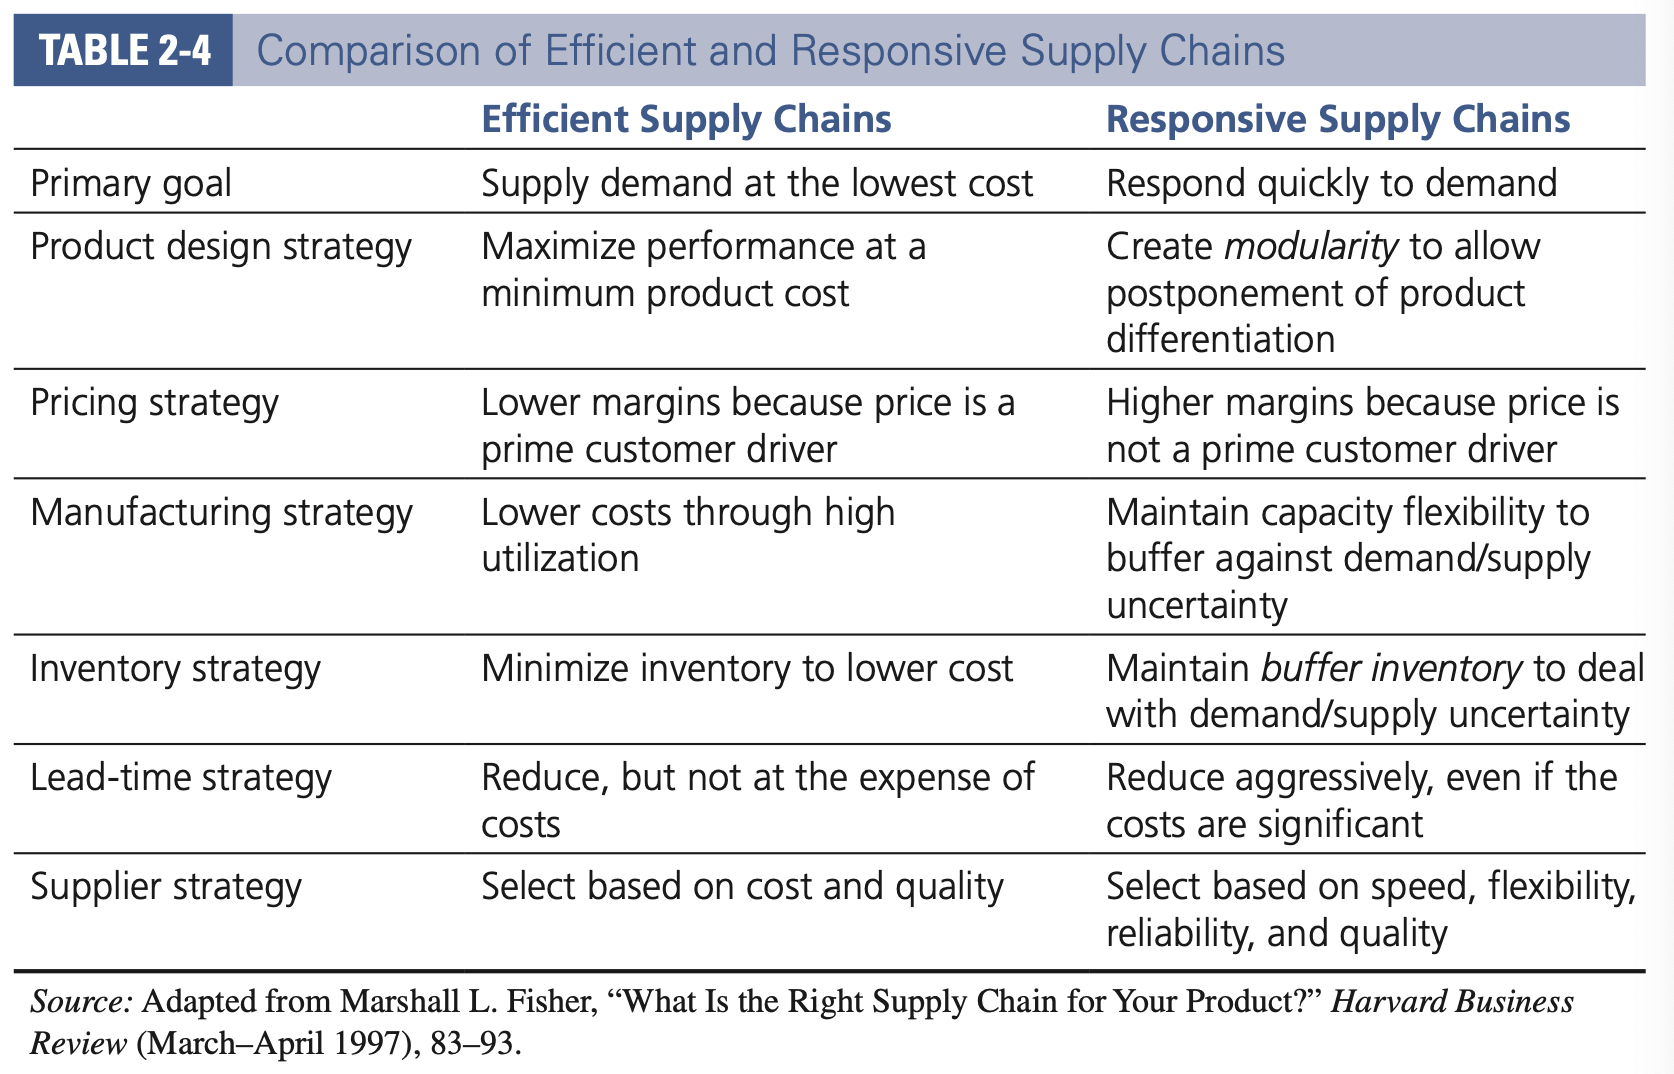 TABLE 2-4 Comparison of Efficient and Responsive Supply Chains
Efficient Supply Chains Responsive Supply Chains
Primary goal Supply demand at the lowest cost Respond quickly to demand
Product design strategy Maximize performance at a Create modularity to allow
minimum product cost postponement of product
differentiation
Pricing strategy Lower margins because price is a Higher margins because price is
prime customer driver not a prime customer driver
Manufacturing strategy Lower costs through high Maintain capacity flexibility to
utilization buffer against demand/supply
uncertainty
Inventory strategy Minimize inventory to lower cost Maintain buffer inventory to deal
with demand/supply uncertainty
Lead-time strategy Reduce, but not at the expense of Reduce aggressively, even if the
costs costs are significant
Supplier strategy Select based on cost and quality Select based on speed, flexibility,
reliability, and quality
Source: Adapted from Marshall L. Fisher, “What Is the Right Supply Chain for Your Product?” Harvard Business
Review (March–April 1997), 83–93.